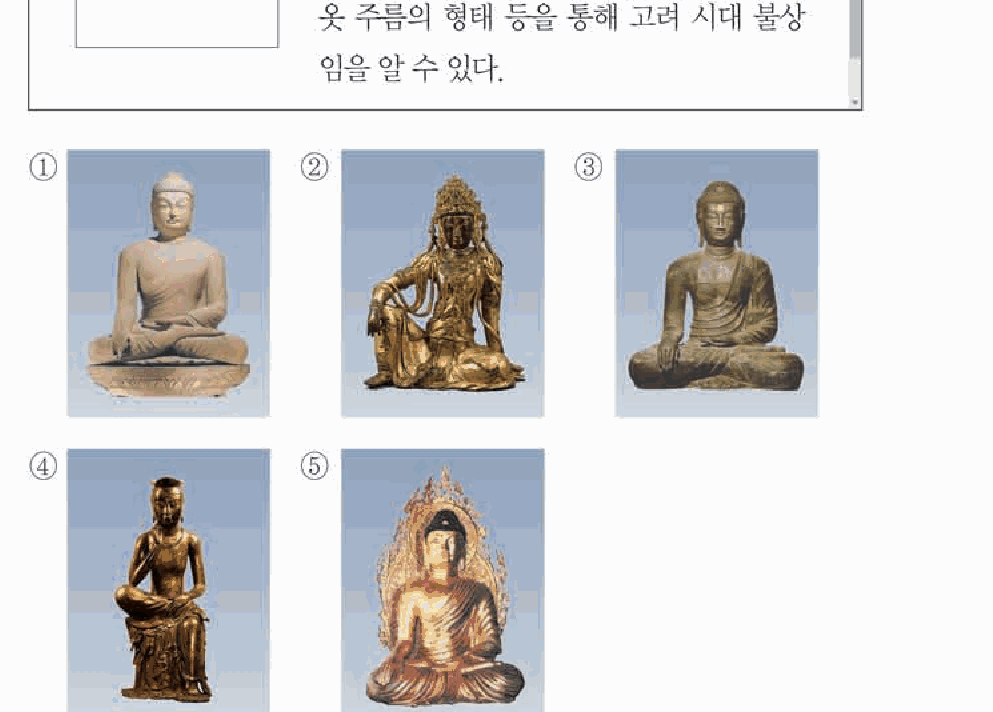 옷 주름의 형태 등을 통해 고려 시대 불상
임을 알 수 있다.
① ② ③
④ ⑤